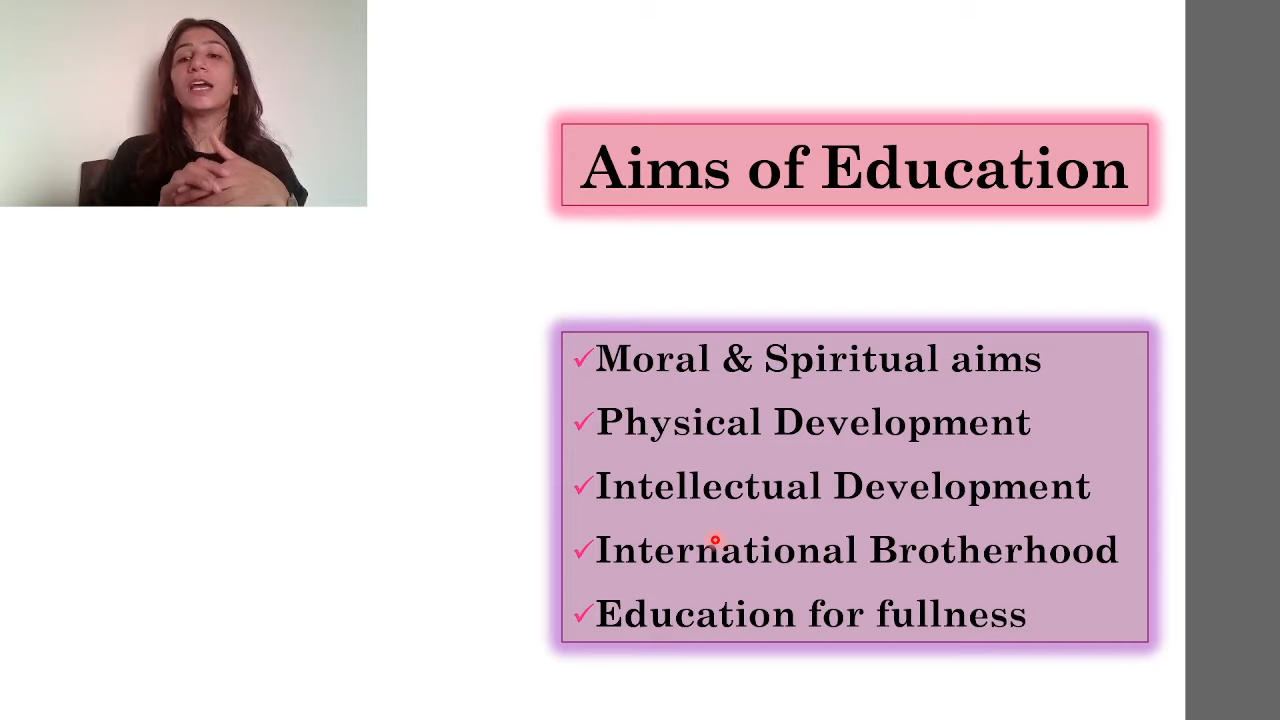 Aims of Education
✓Moral & Spiritual aims
✓Physical Development
✓Intellectual Development
✓International Brotherhood
✓Education for fullness